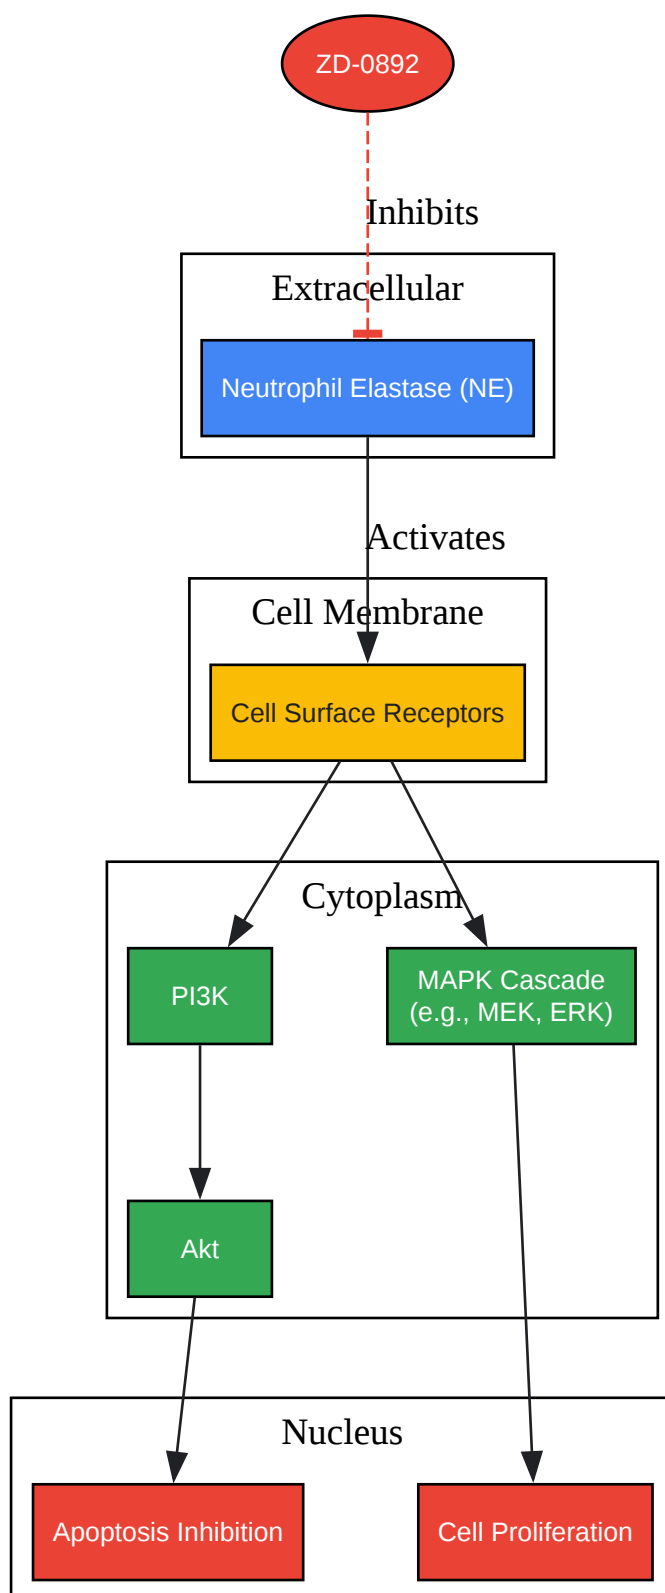 ZD-0892
Inhibits
Extracellular
Neutrophil Elastase (NE)
Activates
Cell Membrane
Cell Surface Receptors
Cytoplasm
PI3K
MAPK Cascade
(e.g., MEK, ERK)
Akt
Nucleus
Apoptosis Inhibition
Cell Proliferation